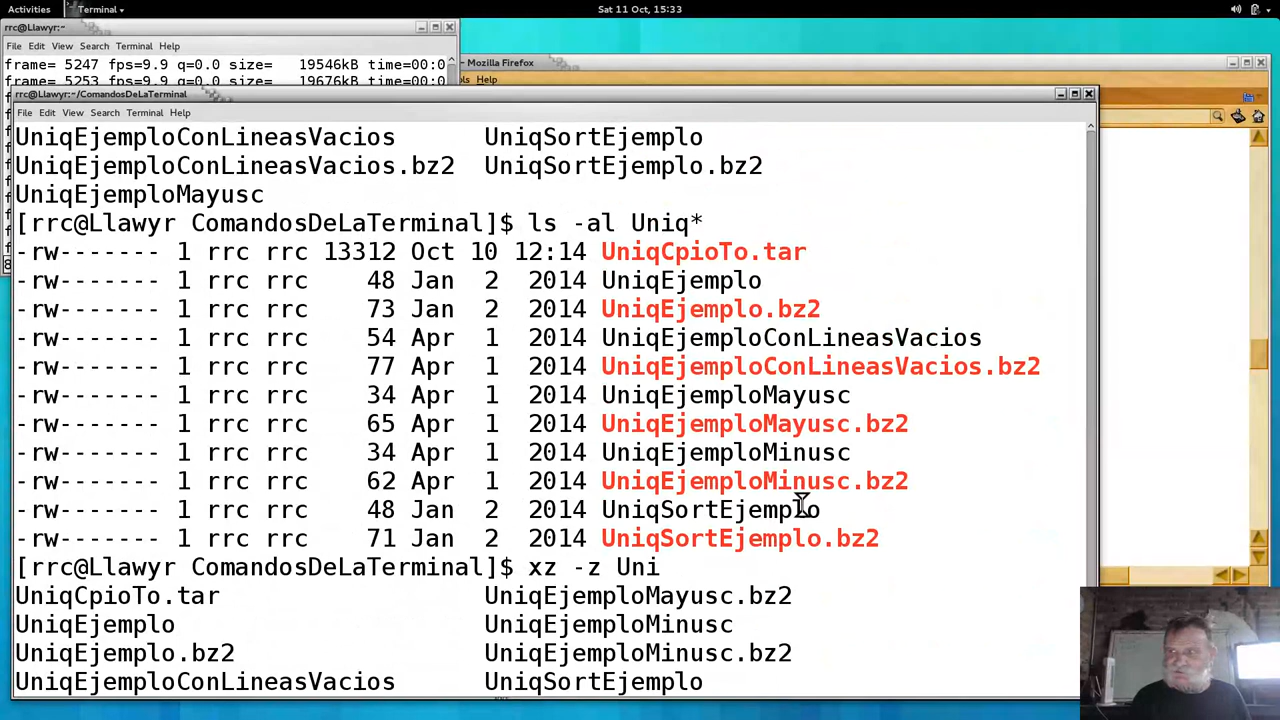 Activities Terminal Sat 11 Oct, 15:33
rrc@Llawyr:~
File Edit View Search Terminal Help
frame= 5247 fps=9.9 q=0.0 size= 19546kB time=00:0
frame= 5253 fps=9.9 q=0.0 size= 19676kB time=00:0
- Mozilla Firefox
Help
rrc@Llawyr:~/ComandosDeLaTerminal
File Edit View Search Terminal Help
UniqEjemploConLineasVacios UniqSortEjemplo
UniqEjemploConLineasVacios.bz2 UniqSortEjemplo.bz2
UniqEjemploMayusc
[rrc@Llawyr ComandosDeLaTerminal]$ ls -al Uniq*
-rw------- 1 rrc rrc 13312 Oct 10 12:14 UniqCpioTo.tar
-rw------- 1 rrc rrc 48 Jan 2 2014 UniqEjemplo
-rw------- 1 rrc rrc 73 Jan 2 2014 UniqEjemplo.bz2
-rw------- 1 rrc rrc 54 Apr 1 2014 UniqEjemploConLineasVacios
-rw------- 1 rrc rrc 77 Apr 1 2014 UniqEjemploConLineasVacios.bz2
-rw------- 1 rrc rrc 34 Apr 1 2014 UniqEjemploMayusc
-rw------- 1 rrc rrc 65 Apr 1 2014 UniqEjemploMayusc.bz2
-rw------- 1 rrc rrc 34 Apr 1 2014 UniqEjemploMinusc
-rw------- 1 rrc rrc 62 Apr 1 2014 UniqEjemploMinusc.bz2
-rw------- 1 rrc rrc 48 Jan 2 2014 UniqSortEjemplo
-rw------- 1 rrc rrc 71 Jan 2 2014 UniqSortEjemplo.bz2
[rrc@Llawyr ComandosDeLaTerminal]$ xz -z Uni
UniqCpioTo.tar UniqEjemploMayusc.bz2
UniqEjemplo UniqEjemploMinusc
UniqEjemplo.bz2 UniqEjemploMinusc.bz2
UniqEjemploConLineasVacios UniqSortEjemplo